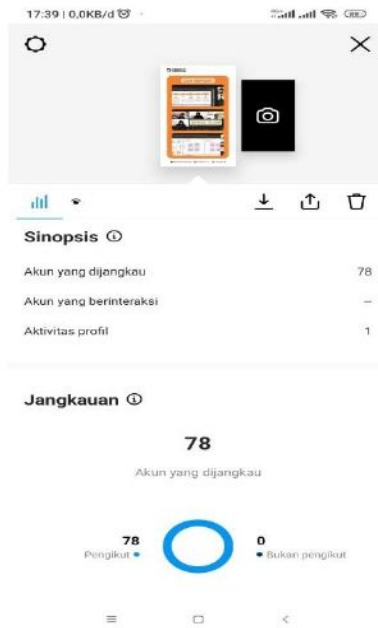 17:39 | 0,0KB/d
Sinopsis
Akun yang dijangkau 78
Akun yang berinteraksi --
Aktivitas profil 1
Jangkauan
78
Akun yang dijangkau
78
Pengikut
0
Bukan pengikut